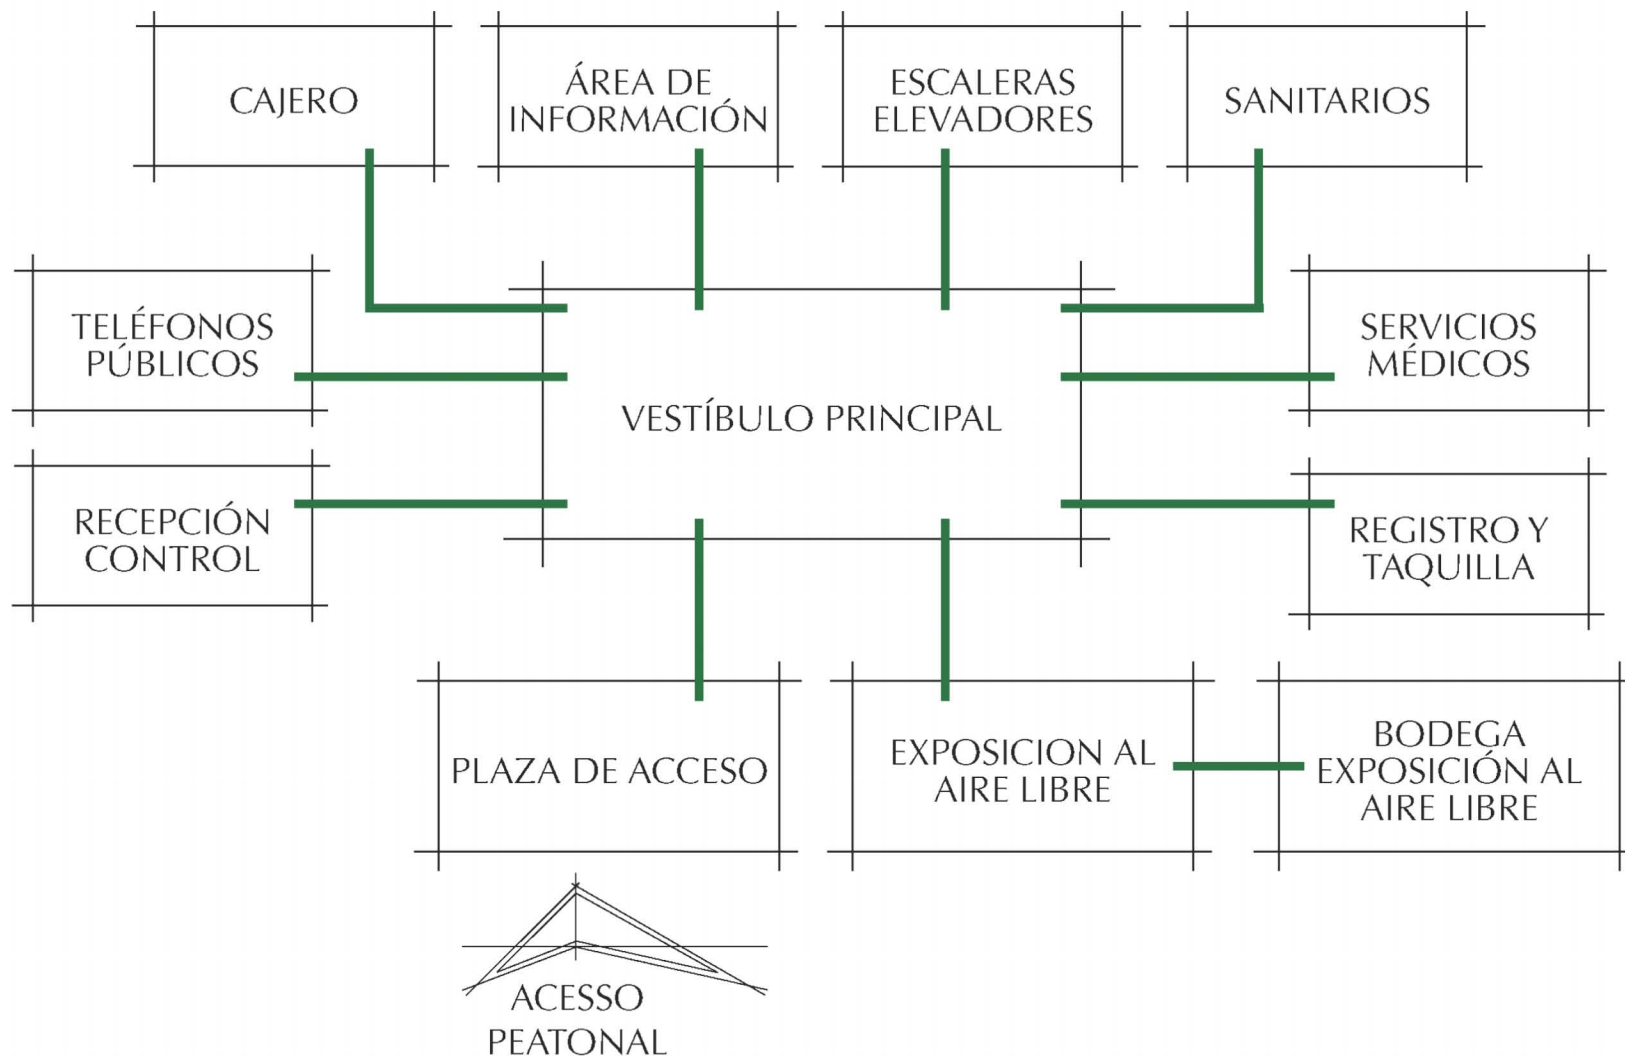 CAJERO
ÁREA DE
INFORMACIÓN
ESCALERAS
ELEVADORES
SANITARIOS
TELÉFONOS
PÚBLICOS
VESTÍBULO PRINCIPAL
SERVICIOS
MÉDICOS
RECEPCIÓN
CONTROL
REGISTRO Y
TAQUILLA
PLAZA DE ACCESO
EXPOSICION AL
AIRE LIBRE
BODEGA
EXPOSICIÓN AL
AIRE LIBRE
ACESSO
PEATONAL